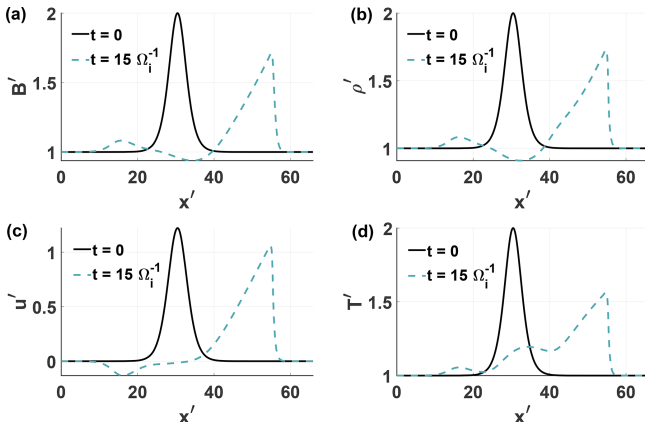 (a)
2
1.5
1
B′
t = 0
t = 15 Ω_i^-1
0 20 40 60
x′
(b)
2
1.5
1
ρ′
t = 0
t = 15 Ω_i^-1
0 20 40 60
x′
(c)
1
0.5
0
u′
t = 0
t = 15 Ω_i^-1
0 20 40 60
x′
(d)
2
1.5
1
T′
t = 0
t = 15 Ω_i^-1
0 20 40 60
x′